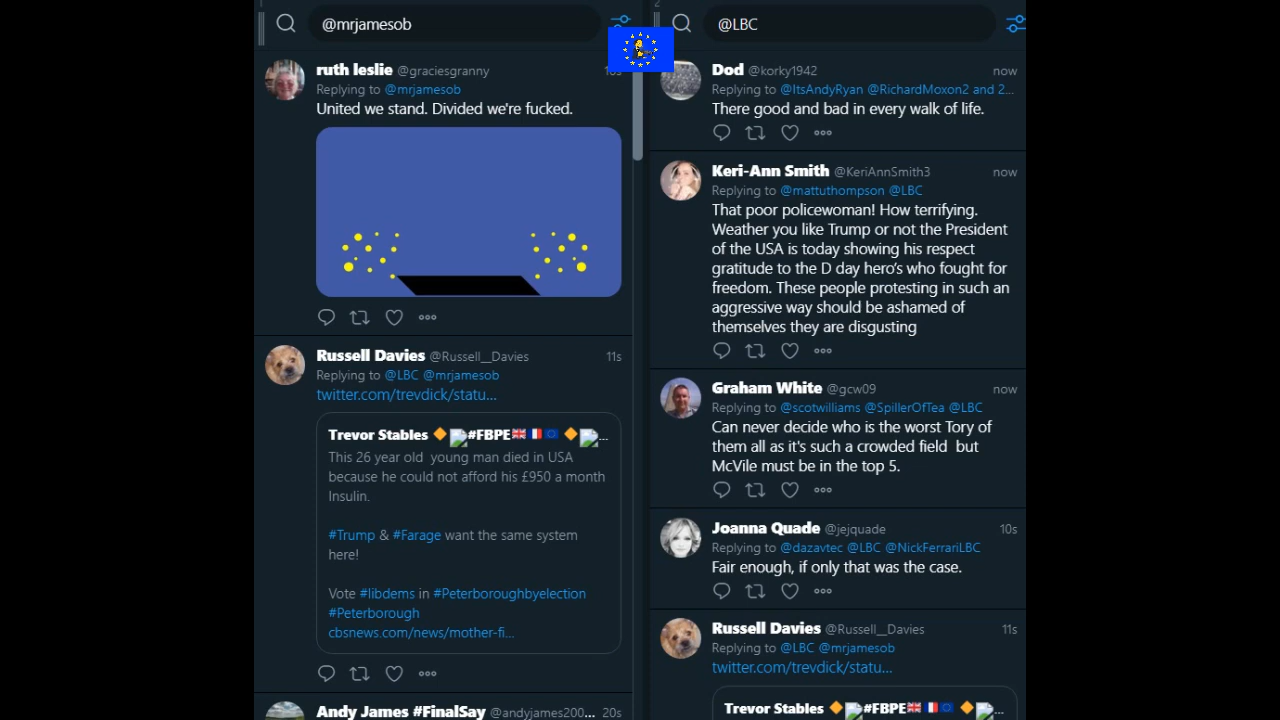 @mrjamesob
ruth leslie @graciesgranny
Replying to @mrjamesob
United we stand. Divided we're fucked.
Russell Davies @Russell__Davies 11s
Replying to @LBC @mrjamesob
twitter.com/trevdick/statu...
Trevor Stables #FBPE ...
This 26 year old young man died in USA
because he could not afford his £950 a month
Insulin.
#Trump & #Farage want the same system
here!
Vote #libdems in #Peterboroughbyelection
#Peterborough
cbsnews.com/news/mother-fi...
Andy James #FinalSay @andyjames200... 20s
2
@LBC
Dod @korky1942 now
Replying to @ItsAndyRyan @RichardMoxon2 and 2...
There good and bad in every walk of life.
Keri-Ann Smith @KeriAnnSmith3 now
Replying to @mattuthompson @LBC
That poor policewoman! How terrifying.
Weather you like Trump or not the President
of the USA is today showing his respect
gratitude to the D day hero's who fought for
freedom. These people protesting in such an
aggressive way should be ashamed of
themselves they are disgusting
Graham White @gcw09 now
Replying to @scotwilliams @SpillerOfTea @LBC
Can never decide who is the worst Tory of
them all as it's such a crowded field but
McVile must be in the top 5.
Joanna Quade @jejquade 10s
Replying to @dazavtec @LBC @NickFerrariLBC
Fair enough, if only that was the case.
Russell Davies @Russell__Davies 11s
Replying to @LBC @mrjamesob
twitter.com/trevdick/statu...
Trevor Stables #FBPE ...